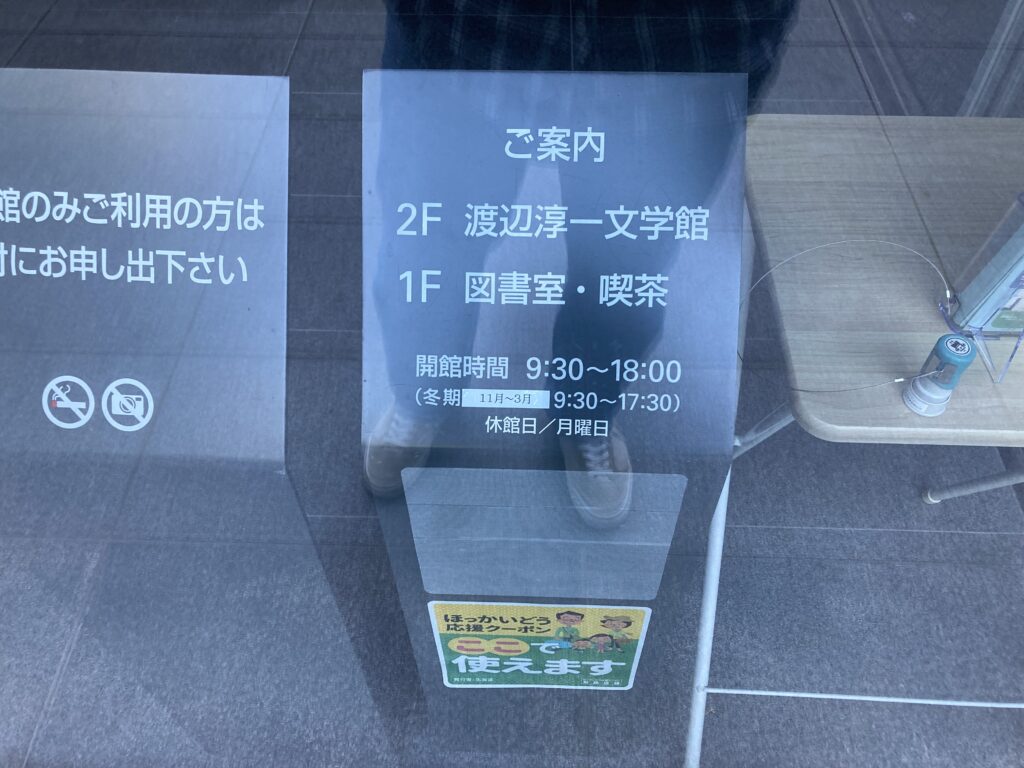 館のみご利用の方は
付にお申し出下さい
ご案内
2F 渡辺淳一文学館
1F 図書室・喫茶
開館時間 9:30～18:00
(冬期 11月～3月 9:30～17:30)
休館日／月曜日
ほっかいどう
応援クーポン
ここで
使えます